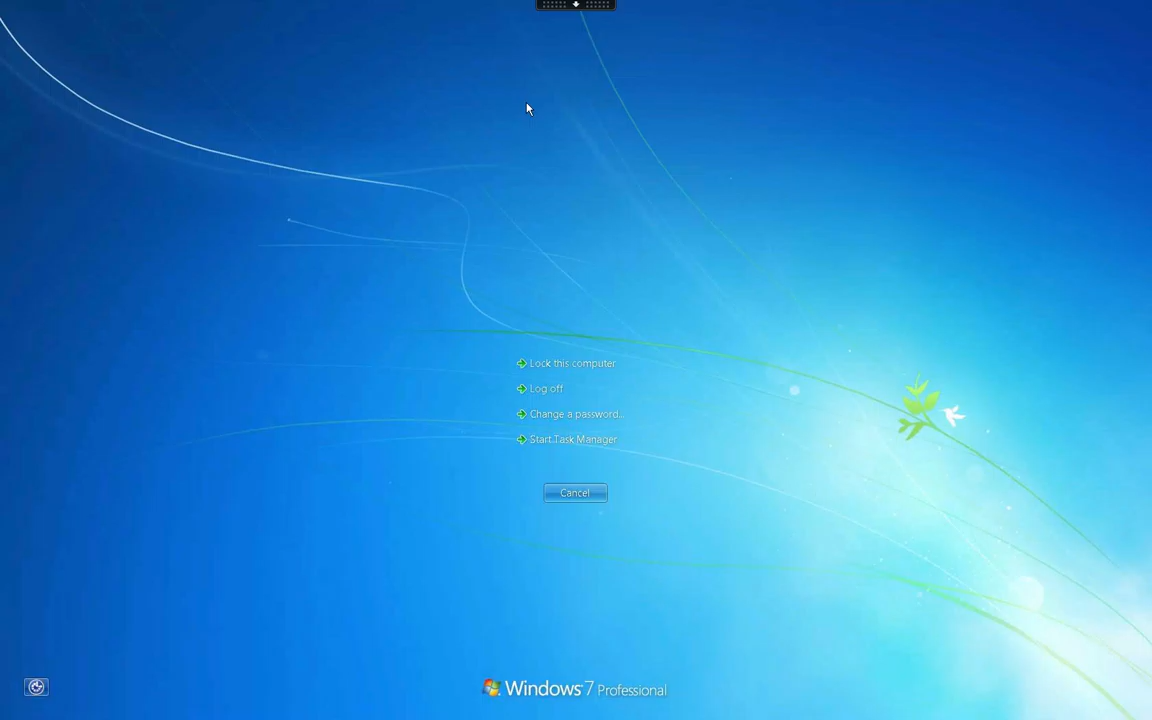 Lock this computer
Log off
Change a password...
Start Task Manager
Cancel
Windows 7 Professional